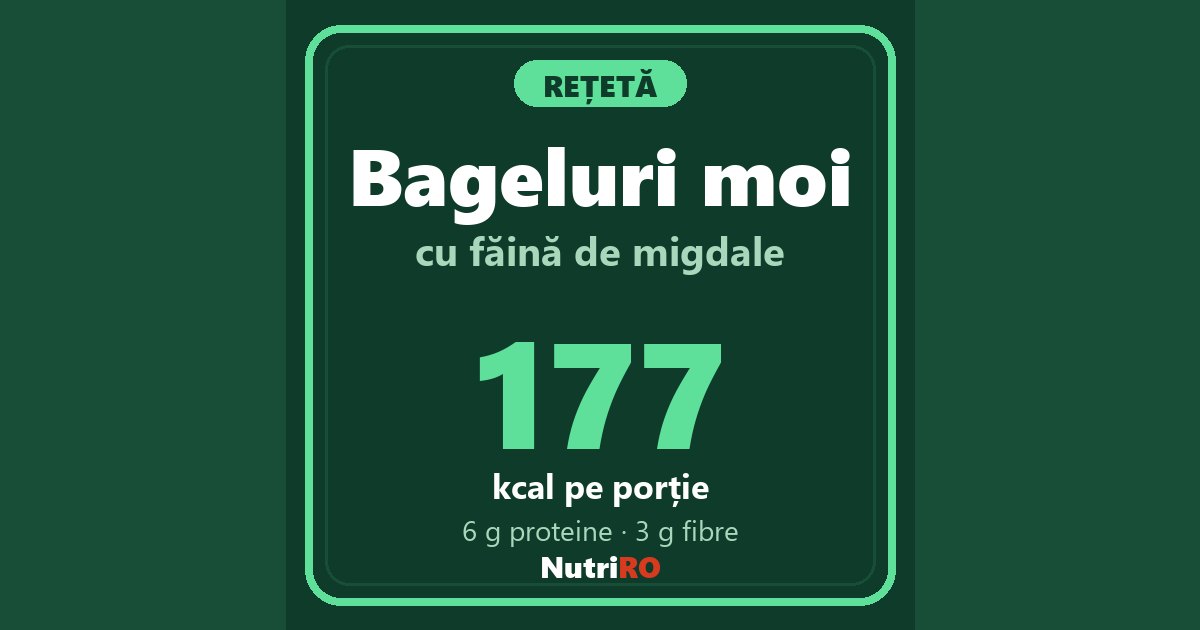 REȚETĂ
Bageluri moi
cu făină de migdale
177
kcal pe porție
6 g proteine · 3 g fibre
NutriRO